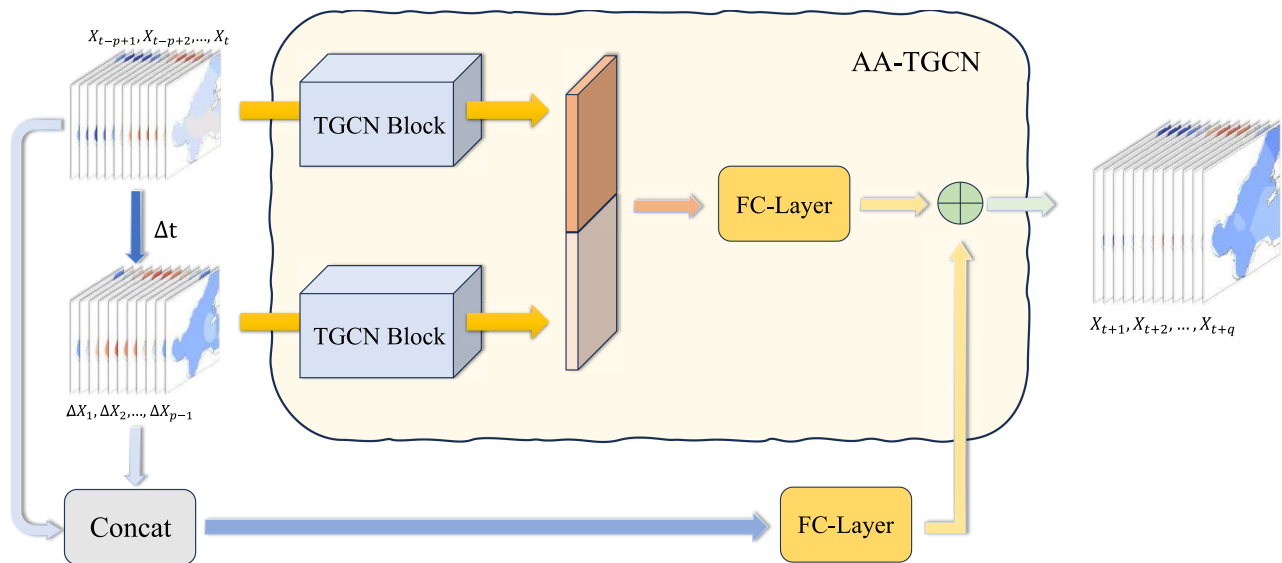 X_{t-p+1}, X_{t-p+2},..., X_t
AA-TGCN
TGCN Block
FC-Layer
Δt
TGCN Block
X_{t+1}, X_{t+2}, ... , X_{t+q}
ΔX_1, ΔX_2,..., ΔX_{p-1}
Concat
FC-Layer